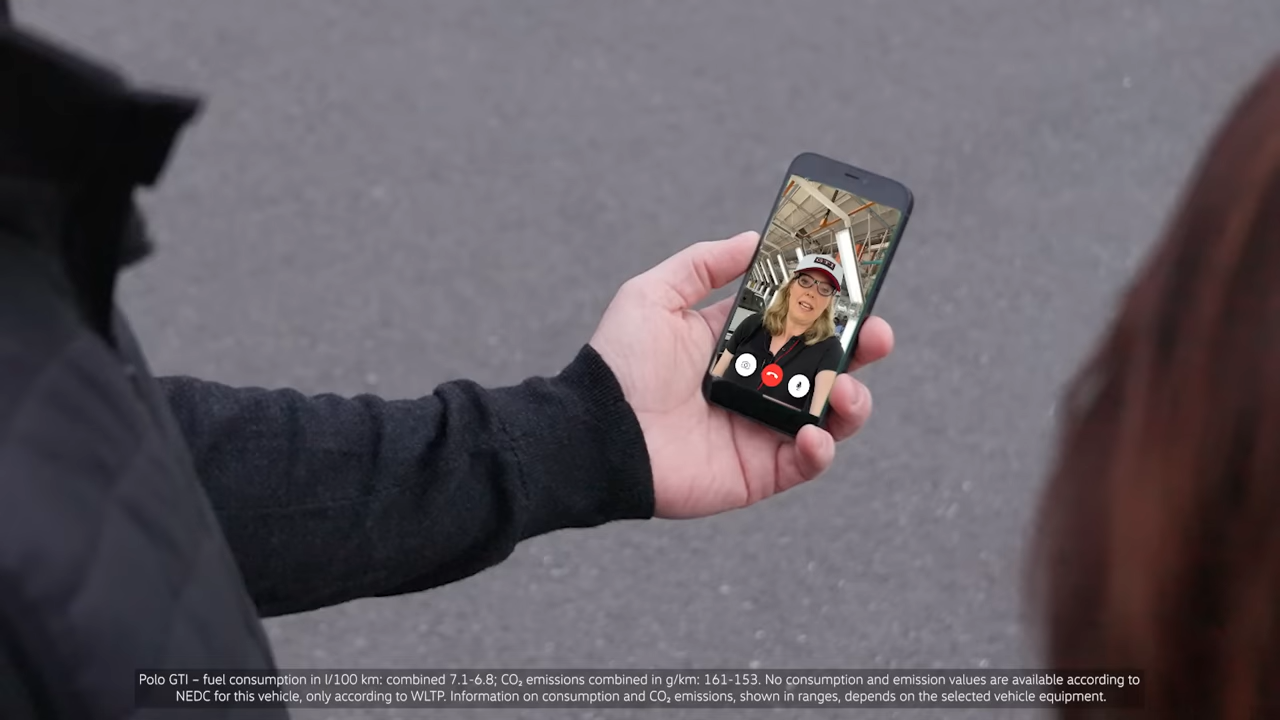 GTI
Polo GTI – fuel consumption in l/100 km: combined 7.1-6.8; CO₂ emissions combined in g/km: 161-153. No consumption and emission values are available according to
NEDC for this vehicle, only according to WLTP. Information on consumption and CO₂ emissions, shown in ranges, depends on the selected vehicle equipment.